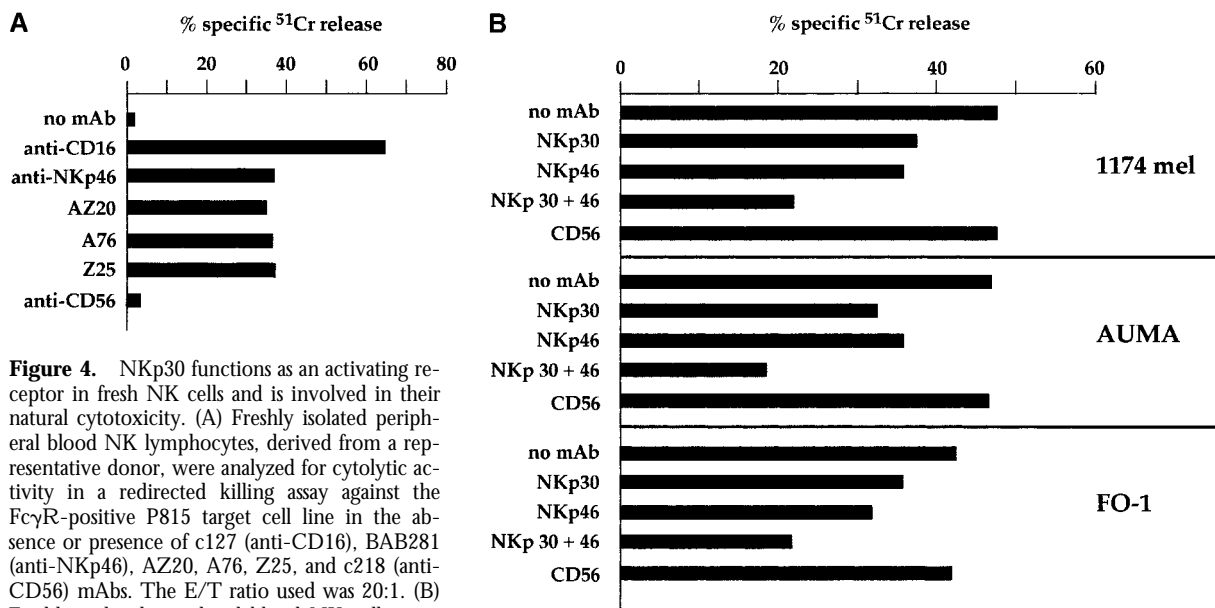 A
% specific ⁵¹Cr release
0 20 40 60 80
no mAb
anti-CD16
anti-NKp46
AZ20
A76
Z25
anti-CD56
Figure 4. NKp30 functions as an activating re-
ceptor in fresh NK cells and is involved in their
natural cytotoxicity. (A) Freshly isolated periph-
eral blood NK lymphocytes, derived from a rep-
resentative donor, were analyzed for cytolytic ac-
tivity in a redirected killing assay against the
FcγR-positive P815 target cell line in the ab-
sence or presence of c127 (anti-CD16), BAB281
(anti-NKp46), AZ20, A76, Z25, and c218 (anti-
CD56) mAbs. The E/T ratio used was 20:1. (B)
B
% specific ⁵¹Cr release
0 20 40 60
no mAb
NKp30
NKp46
NKp 30 + 46
CD56
1174 mel
no mAb
NKp30
NKp46
NKp 30 + 46
CD56
AUMA
no mAb
NKp30
NKp46
NKp 30 + 46
CD56
FO-1